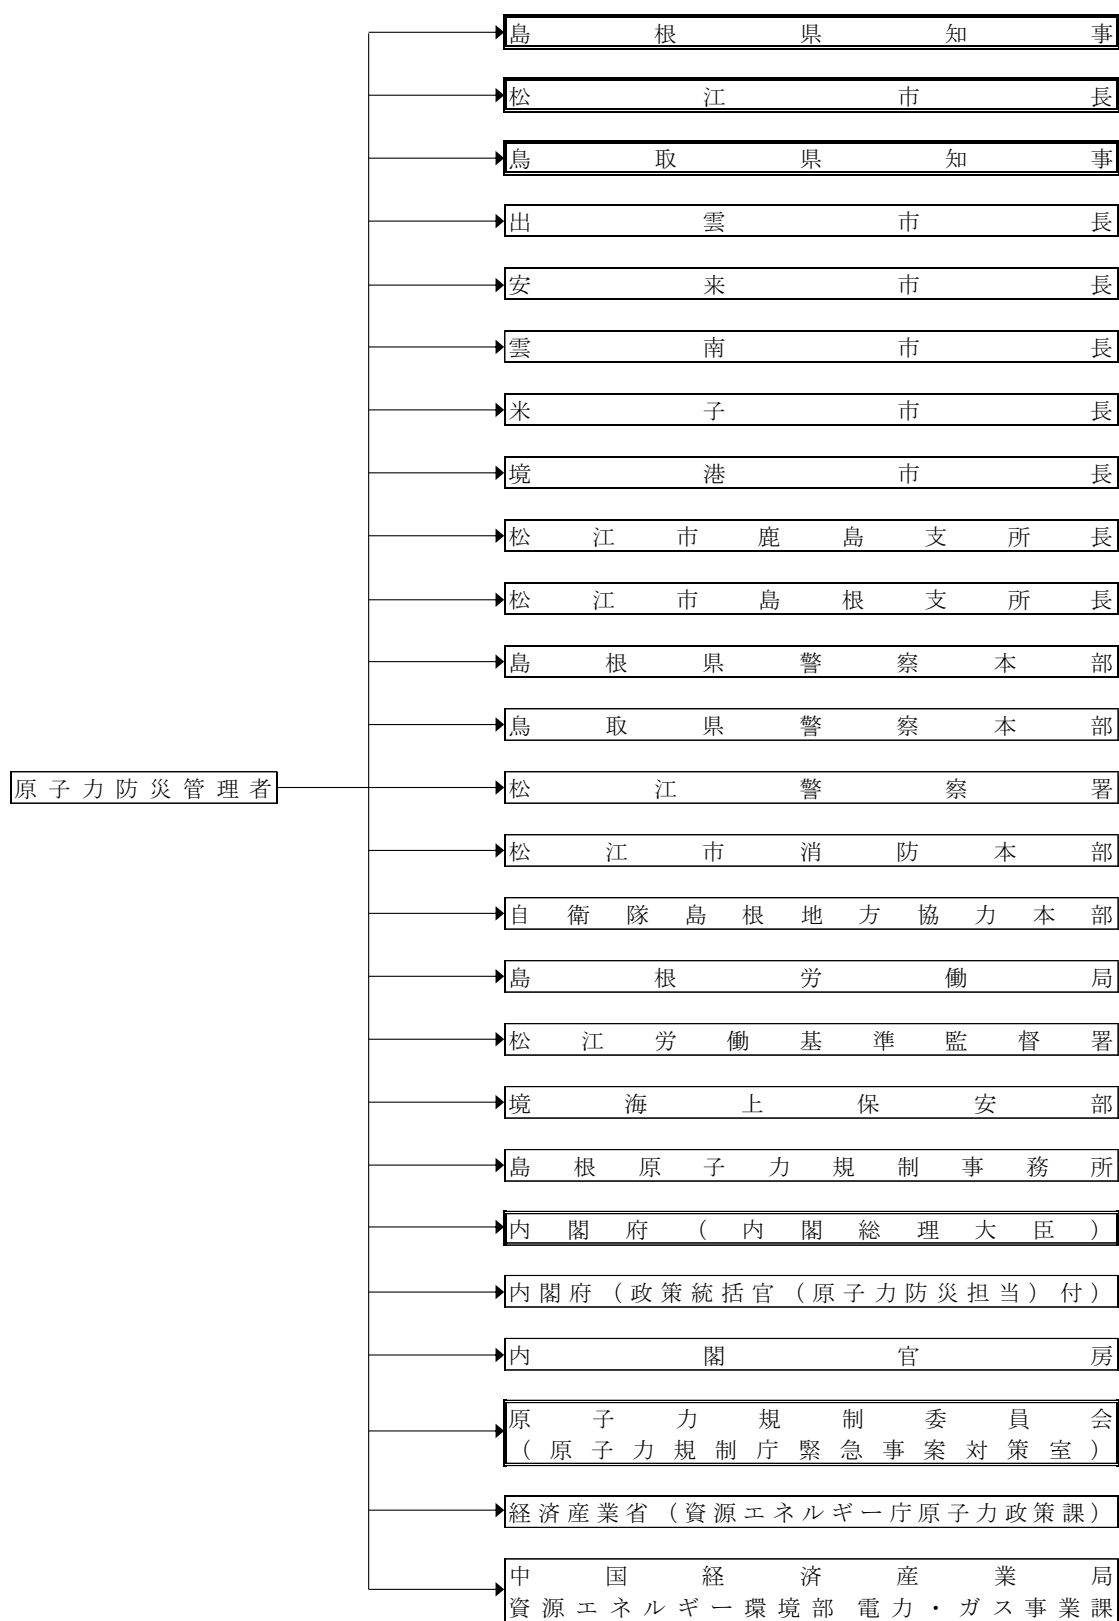 島根県知事
松江市長
鳥取県知事
出雲市長
安来市長
雲南市長
米子市長
境港市長
松江市鹿島支所長
松江市島根支所長
島根県警察本部
鳥取県警察本部
原子力防災管理者
松江警察署
松江市消防本部
自衛隊島根地方協力本部
島根労働局
松江労働基準監督署
境海上保安部
島根原子力規制事務所
内閣府（内閣総理大臣）
内閣府（政策統括官（原子力防災担当）付）
内閣官房
原子力規制委員会
（原子力規制庁緊急事案対策室）
経済産業省（資源エネルギー庁原子力政策課）
中国経済産業局
資源エネルギー環境部 電力・ガス事業課